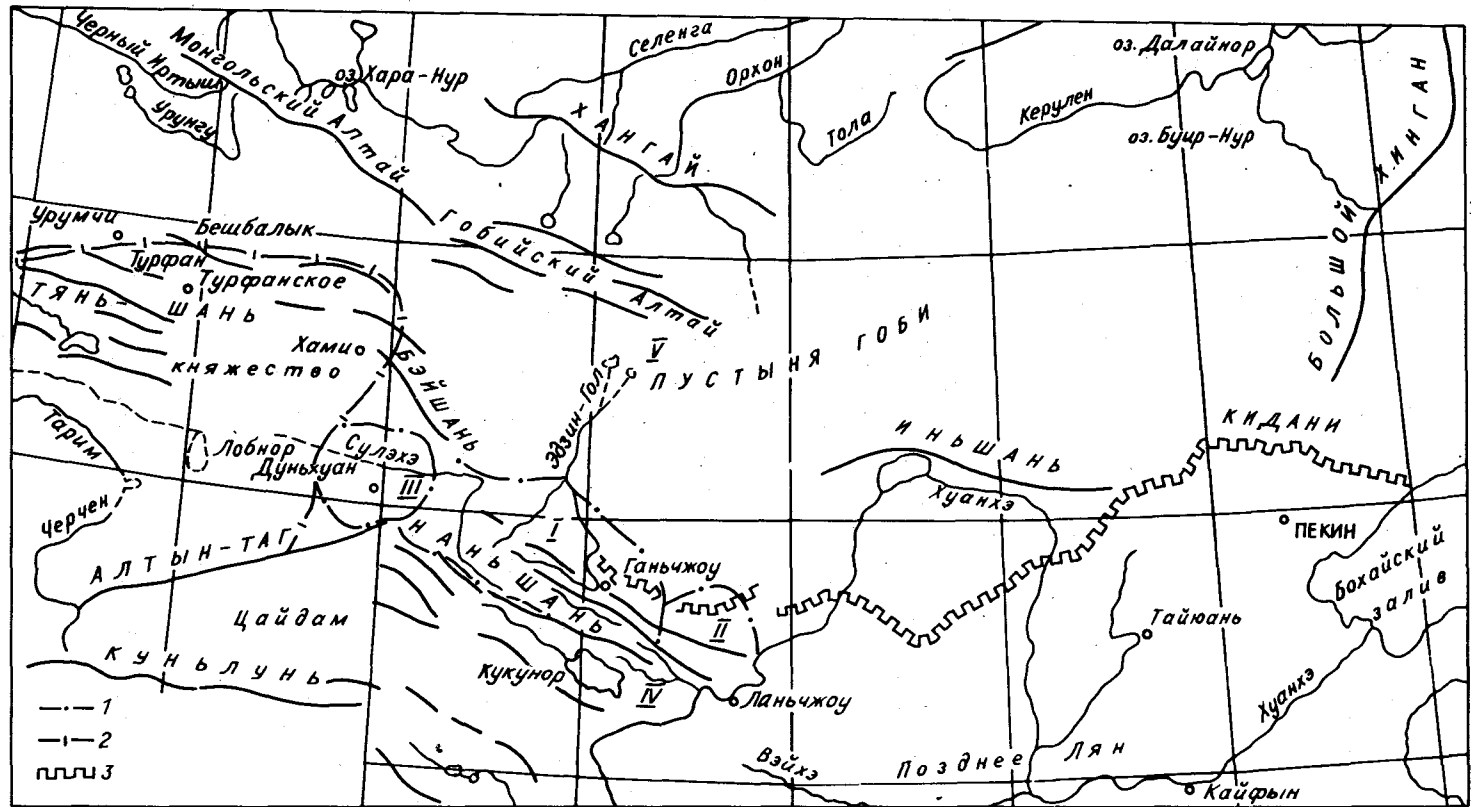 Черный Иртыш
Монгольский Алтай
оз. Хара-Нур
Селенга
Орхон
оз. Далайнор
Урунгу
ХАНГАЙ
Тола
Керулен
оз. Буир-Нур
БОЛЬШОЙ ХИНГАН
Урумчи
Бешбалык
Гобийский Алтай
Турфан
Турфанское
ТЯНЬ-ШАНЬ
Хами
княжество
БЭЙШАНЬ
V
ПУСТЫНЯ ГОБИ
Эдзин-Гол
Тарим
Лобнор
Сулэхэ
Дуньхуан
III
ИНЬШАНЬ
КИДАНИ
Хуанхэ
Черчен
ПЕКИН
АЛТЫН-ТАГ
НАНЬШАНЬ
I
Ганьчжоу
Бохайский залив
Цайдам
II
Тайюань
КУНЬЛУНЬ
Кукунор
IV
Ланьчжоу
Хуанхэ
1
2
3
Вэйхэ
Позднее Лян
Кайфын